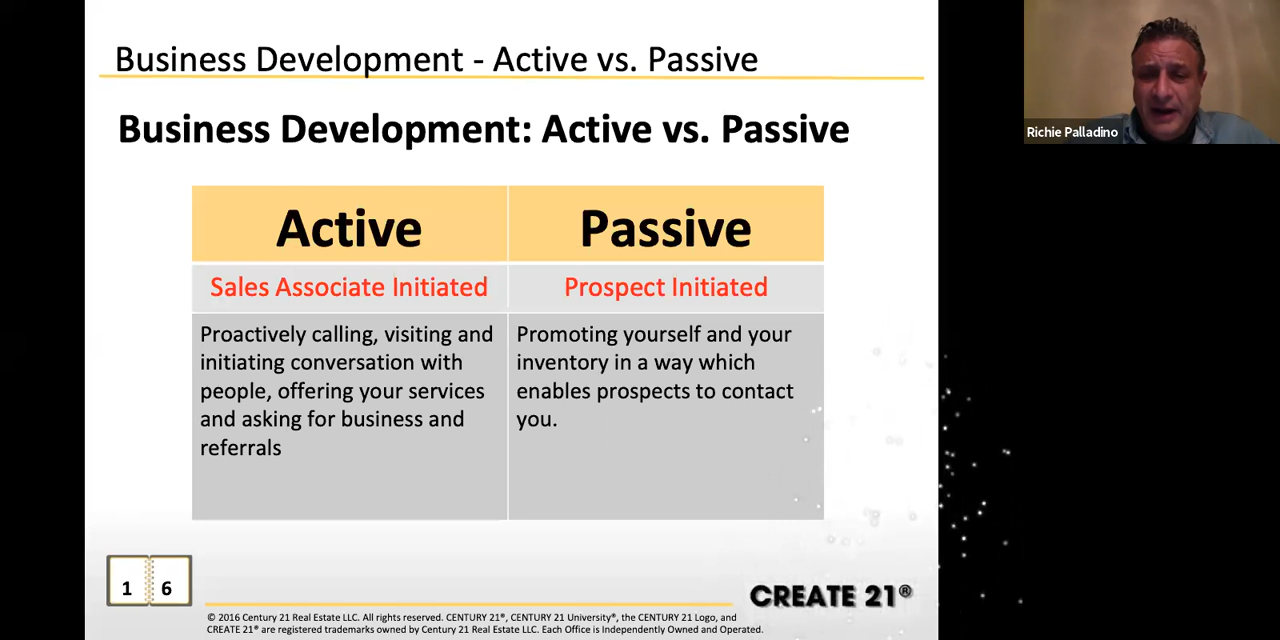 Business Development - Active vs. Passive
Business Development: Active vs. Passive
Active
Passive
Sales Associate Initiated
Prospect Initiated
Proactively calling, visiting and
initiating conversation with
people, offering your services
and asking for business and
referrals
Promoting yourself and your
inventory in a way which
enables prospects to contact
you.
1 6
© 2016 Century 21 Real Estate LLC. All rights reserved. CENTURY 21®, CENTURY 21 University®, the CENTURY 21 Logo, and
CREATE 21® are registered trademarks owned by Century 21 Real Estate LLC. Each Office is Independently Owned and Operated.
CREATE 21®
Richie Palladino